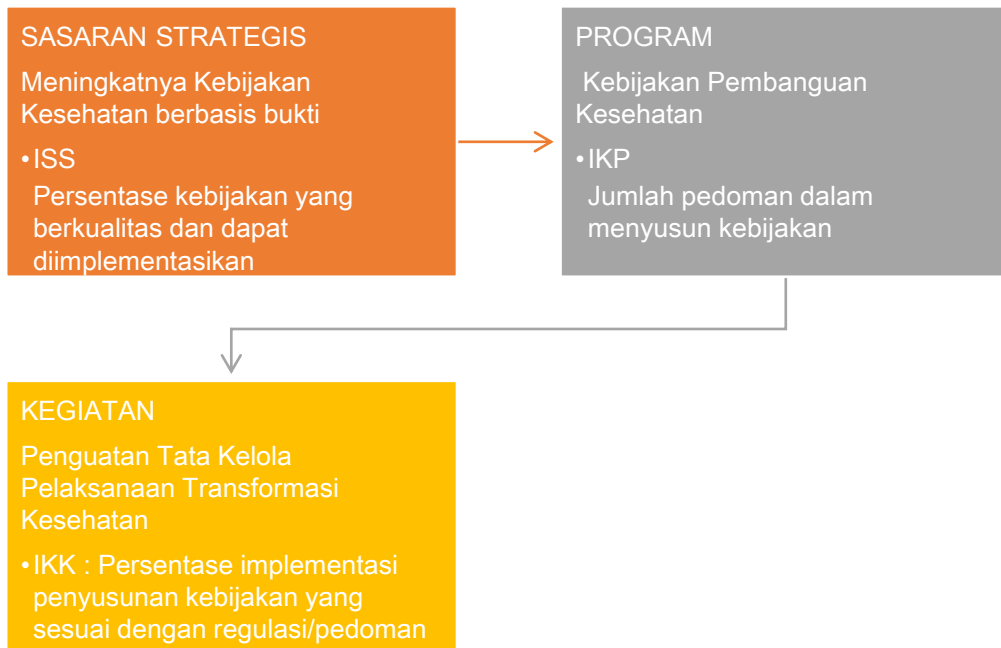 SASARAN STRATEGIS
Meningkatnya Kebijakan
Kesehatan berbasis bukti
•ISS
Persentase kebijakan yang
berkualitas dan dapat
diimplementasikan
PROGRAM
Kebijakan Pembanguan
Kesehatan
•IKP
Jumlah pedoman dalam
menyusun kebijakan
KEGIATAN
Penguatan Tata Kelola
Pelaksanaan Transformasi
Kesehatan
•IKK : Persentase implementasi
penyusunan kebijakan yang
sesuai dengan regulasi/pedoman